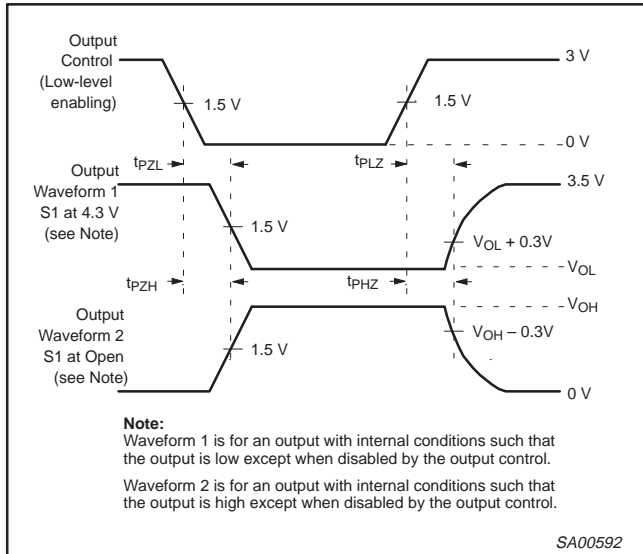 Output
Control
(Low-level
enabling)
3 V
1.5 V
1.5 V
0 V
tPZL
tPLZ
Output
Waveform 1
S1 at 4.3 V
(see Note)
3.5 V
1.5 V
VOL + 0.3V
VOL
tPZH
tPHZ
VOH
Output
Waveform 2
S1 at Open
(see Note)
VOH – 0.3V
1.5 V
0 V
Note:
Waveform 1 is for an output with internal conditions such that
the output is low except when disabled by the output control.
Waveform 2 is for an output with internal conditions such that
the output is high except when disabled by the output control.
SA00592